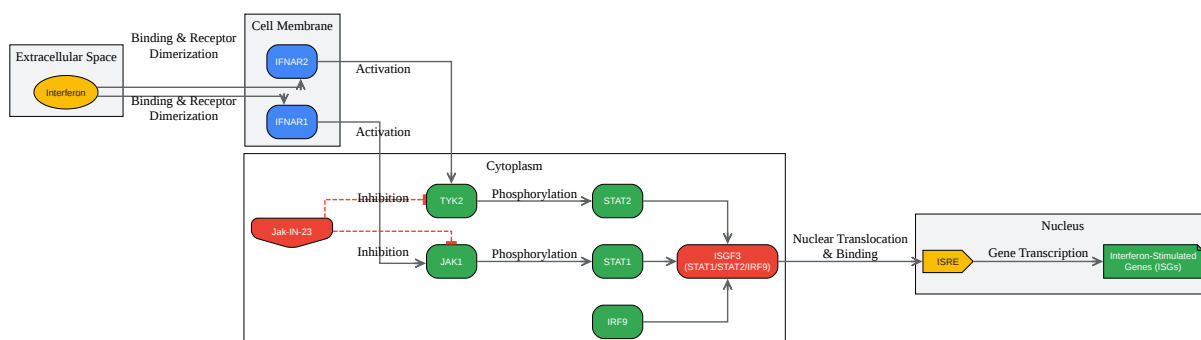 Cell Membrane
Binding & Receptor
Dimerization
Extracellular Space
IFNAR2
Activation
Interferon
Binding & Receptor
Dimerization
IFNAR1
Activation
Cytoplasm
Inhibition
TYK2
Phosphorylation
STAT2
Jak-IN-23
Inhibition
JAK1
Phosphorylation
STAT1
ISGF3
(STAT1/STAT2/IRF9)
IRF9
Nuclear Translocation
& Binding
Nucleus
ISRE
Gene Transcription
Interferon-Stimulated
Genes (ISGs)